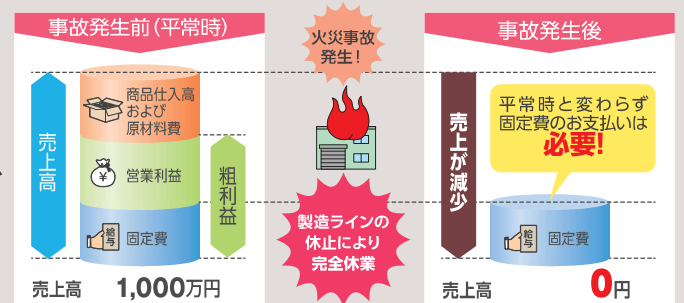 事故発生前(平常時)
売上高
商品仕入高
および
原材料費
¥
営業利益
粗利益
給与
固定費
売上高 1,000万円
火災事故
発生!
製造ラインの
休止により
完全休業
事故発生後
売上が減少
平常時と変わらず
固定費のお支払いは
必要!
給与
固定費
売上高 0円